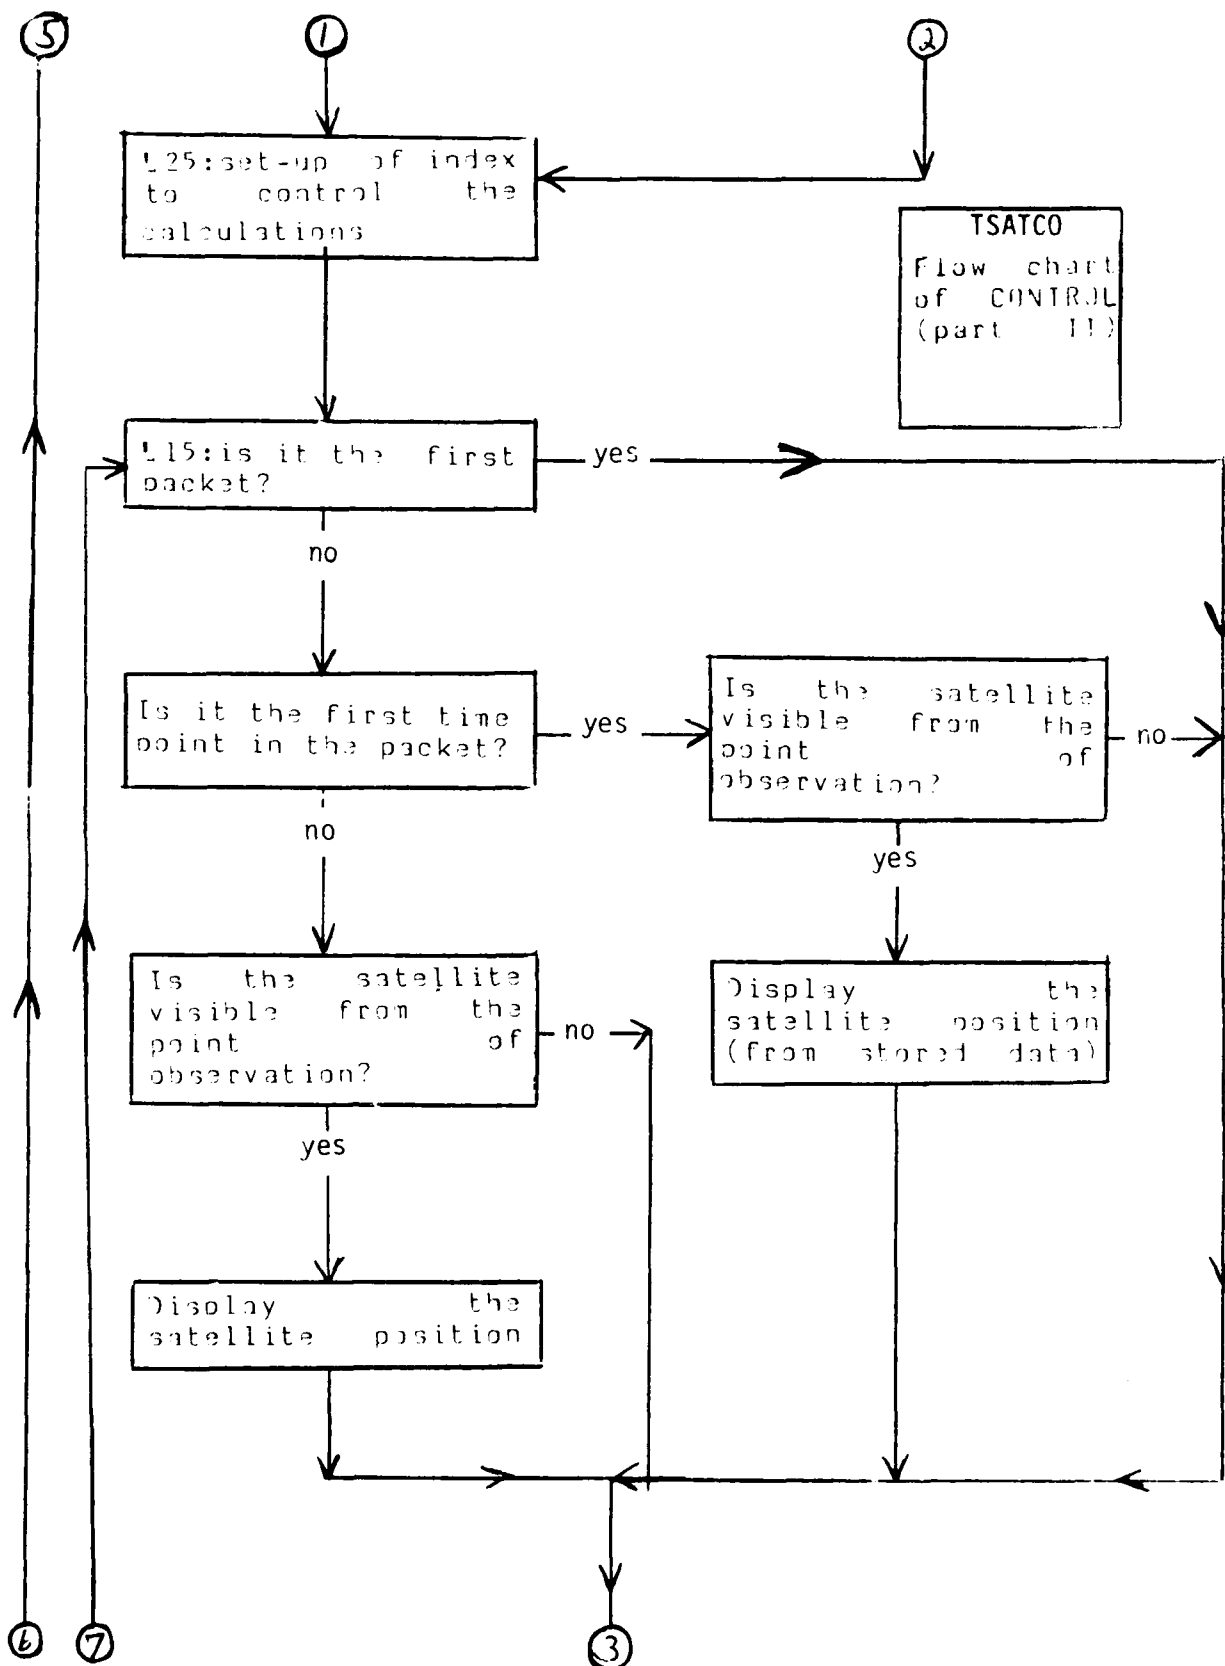 5
1
2
L25:set-up of index
to control the
calculations
TSATCO
Flow chart
of CONTROL
(part II)
L15:is it the first
packet?
yes
no
Is it the first time
point in the packet?
yes
Is the satellite
visible from the
point of
observation?
no
no
yes
Is the satellite
visible from the
point of
observation?
no
Display the
satellite position
(from stored data)
yes
Display the
satellite position
6
7
3